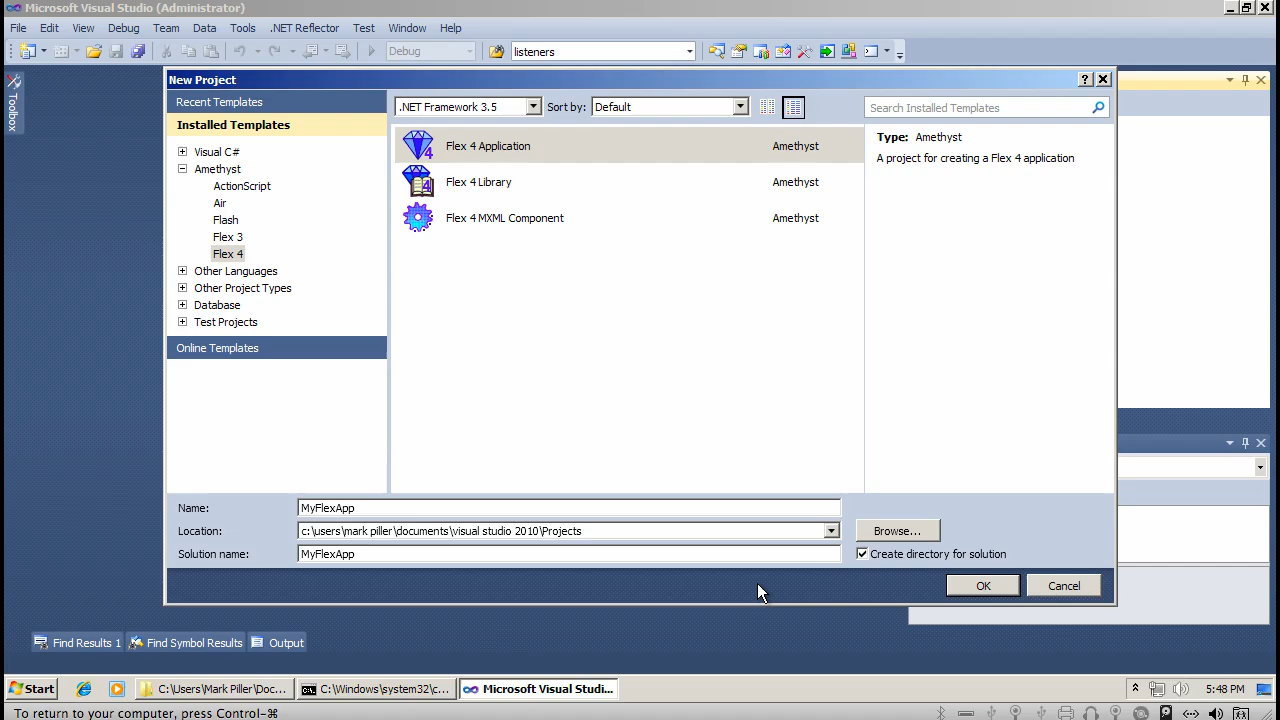 Microsoft Visual Studio (Administrator)
File Edit View Debug Team Data Tools .NET Reflector Test Window Help
Debug listeners
Toolbox
New Project
Recent Templates
.NET Framework 3.5 Sort by: Default Search Installed Templates
Installed Templates
Visual C#
Amethyst
ActionScript
Air
Flash
Flex 3
Flex 4
Other Languages
Other Project Types
Database
Test Projects
Online Templates
Flex 4 Application Amethyst
Flex 4 Library Amethyst
Flex 4 MXML Component Amethyst
Type: Amethyst
A project for creating a Flex 4 application
Name: MyFlexApp
Location: c:\users\mark piller\documents\visual studio 2010\Projects Browse...
Solution name: MyFlexApp Create directory for solution
OK Cancel
Find Results 1 Find Symbol Results Output
Start C:\Users\Mark Piller\Doc... C:\Windows\system32\c... Microsoft Visual Studi... 5:48 PM
To return to your computer, press Control-⌘